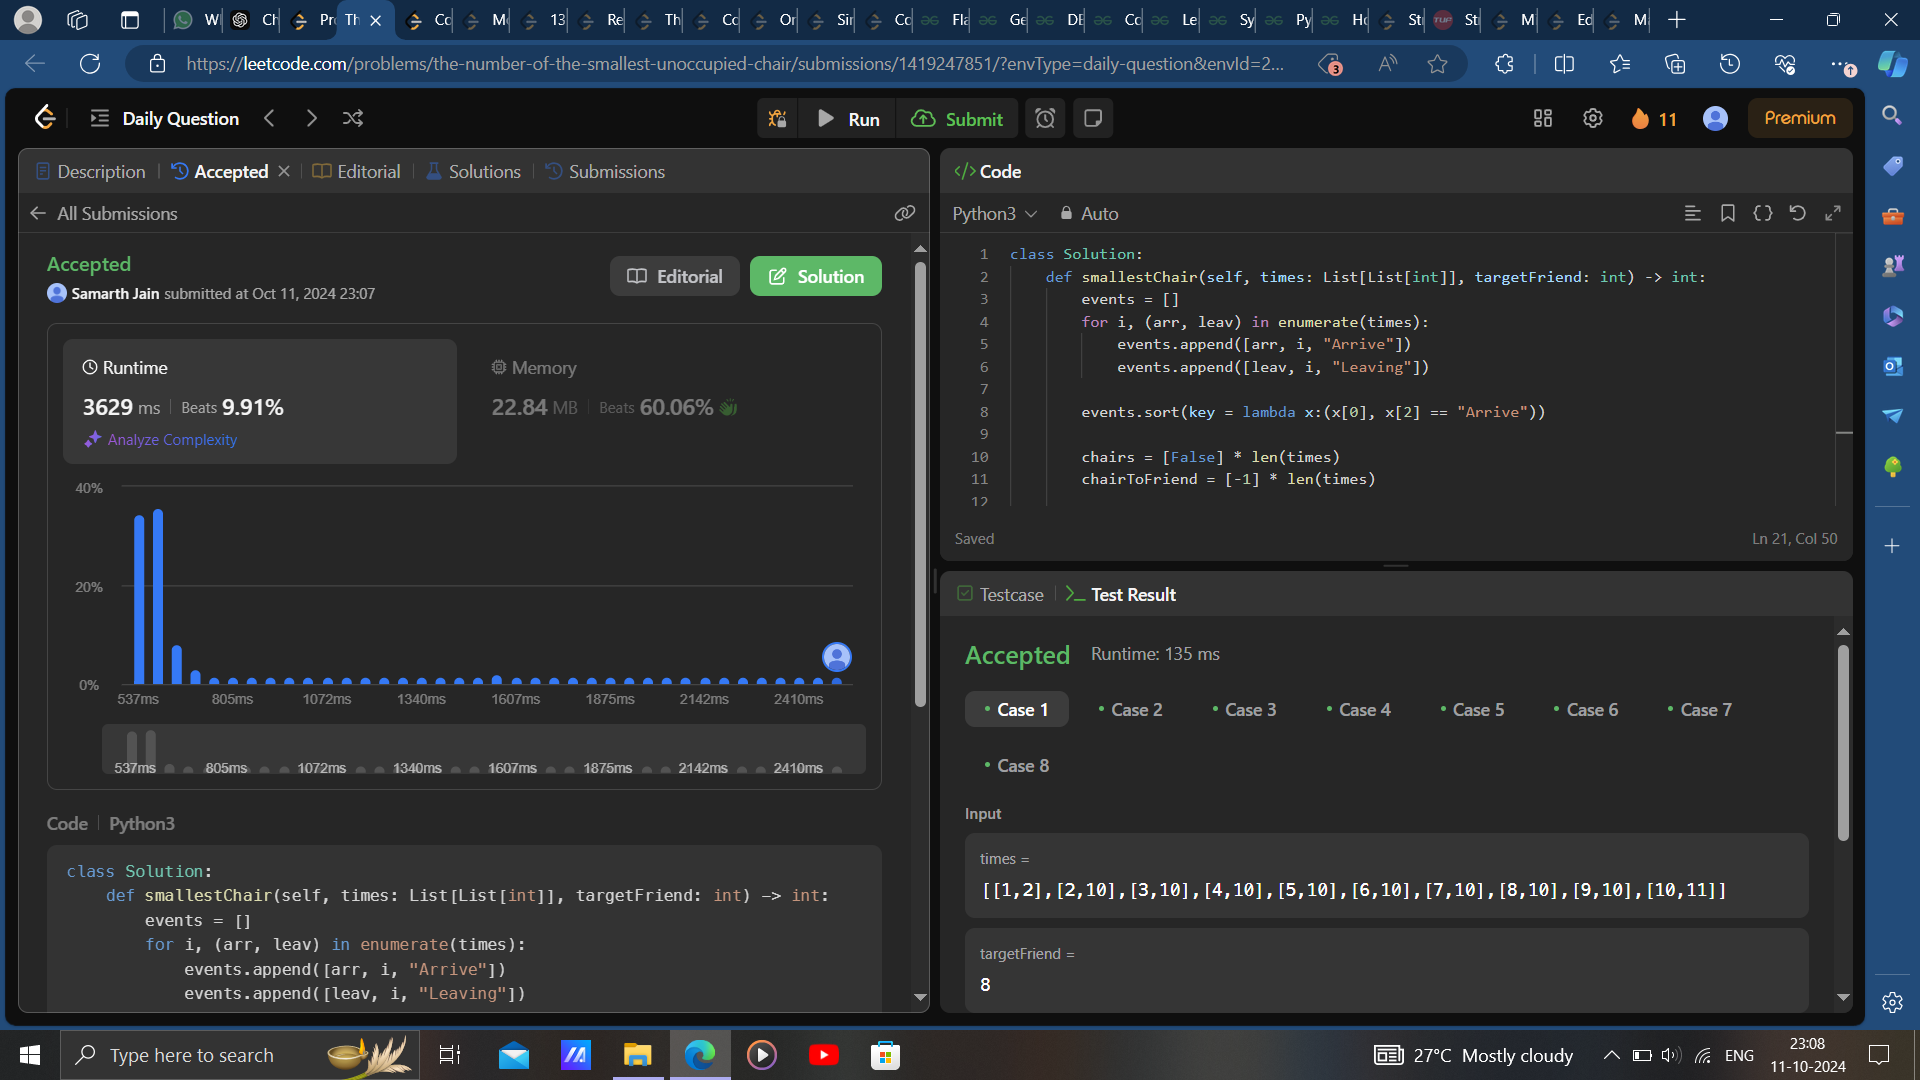 W
Ch
Pr
Th
Co
M
13
Re
Th
Co
Or
Sir
Co
Fla
Ge
DE
Co
Le
Sy
Py
Ho
Str
Sti
M
Ed
M
https://leetcode.com/problems/the-number-of-the-smallest-unoccupied-chair/submissions/1419247851/?envType=daily-question&envId=2...
3
Daily Question
Run
Submit
11
Premium
Description
Accepted
Editorial
Solutions
Submissions
All Submissions
Accepted
Samarth Jain submitted at Oct 11, 2024 23:07
Editorial
Solution
Runtime
3629 ms | Beats 9.91%
Analyze Complexity
Memory
22.84 MB | Beats 60.06%
40%
20%
0%
537ms 805ms 1072ms 1340ms 1607ms 1875ms 2142ms 2410ms
537ms 805ms 1072ms 1340ms 1607ms 1875ms 2142ms 2410ms
Code | Python3
class Solution:
def smallestChair(self, times: List[List[int]], targetFriend: int) -> int:
events = []
for i, (arr, leav) in enumerate(times):
events.append([arr, i, "Arrive"])
events.append([leav, i, "Leaving"])
</> Code
Python3
Auto
1 class Solution:
2 def smallestChair(self, times: List[List[int]], targetFriend: int) -> int:
3 events = []
4 for i, (arr, leav) in enumerate(times):
5 events.append([arr, i, "Arrive"])
6 events.append([leav, i, "Leaving"])
7
8 events.sort(key = lambda x:(x[0], x[2] == "Arrive"))
9
10 chairs = [False] * len(times)
11 chairToFriend = [-1] * len(times)
12
Saved
Ln 21, Col 50
Testcase
Test Result
Accepted Runtime: 135 ms
Case 1
Case 2
Case 3
Case 4
Case 5
Case 6
Case 7
Case 8
Input
times =
[[1,2],[2,10],[3,10],[4,10],[5,10],[6,10],[7,10],[8,10],[9,10],[10,11]]
targetFriend =
8
Type here to search
27°C Mostly cloudy
ENG
23:08
11-10-2024